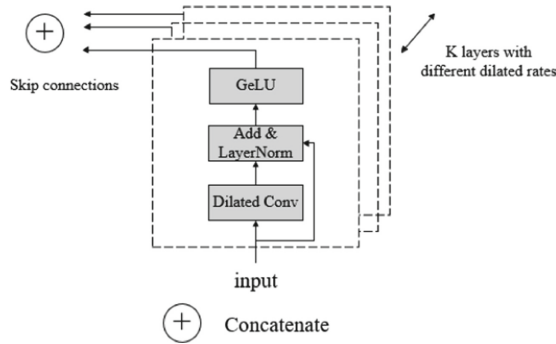 Skip connections
K layers with
different dilated rates
GeLU
Add &
LayerNorm
Dilated Conv
input
Concatenate